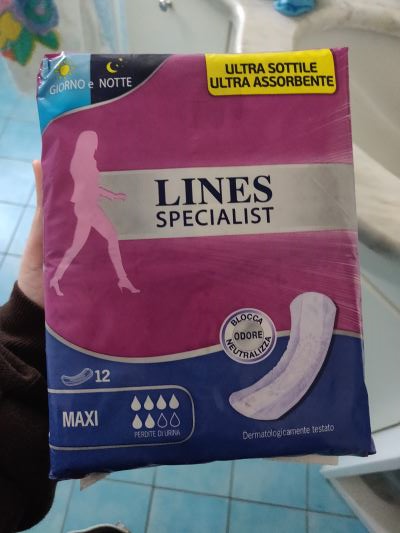 GIORNO e NOTTE
ULTRA SOTTILE
ULTRA ASSORBENTE
LINES
SPECIALIST
BLOCCA
ODORE
NEUTRALIZZA
12
MAXI
PERDITE DI URINA
Dermatologicamente testato